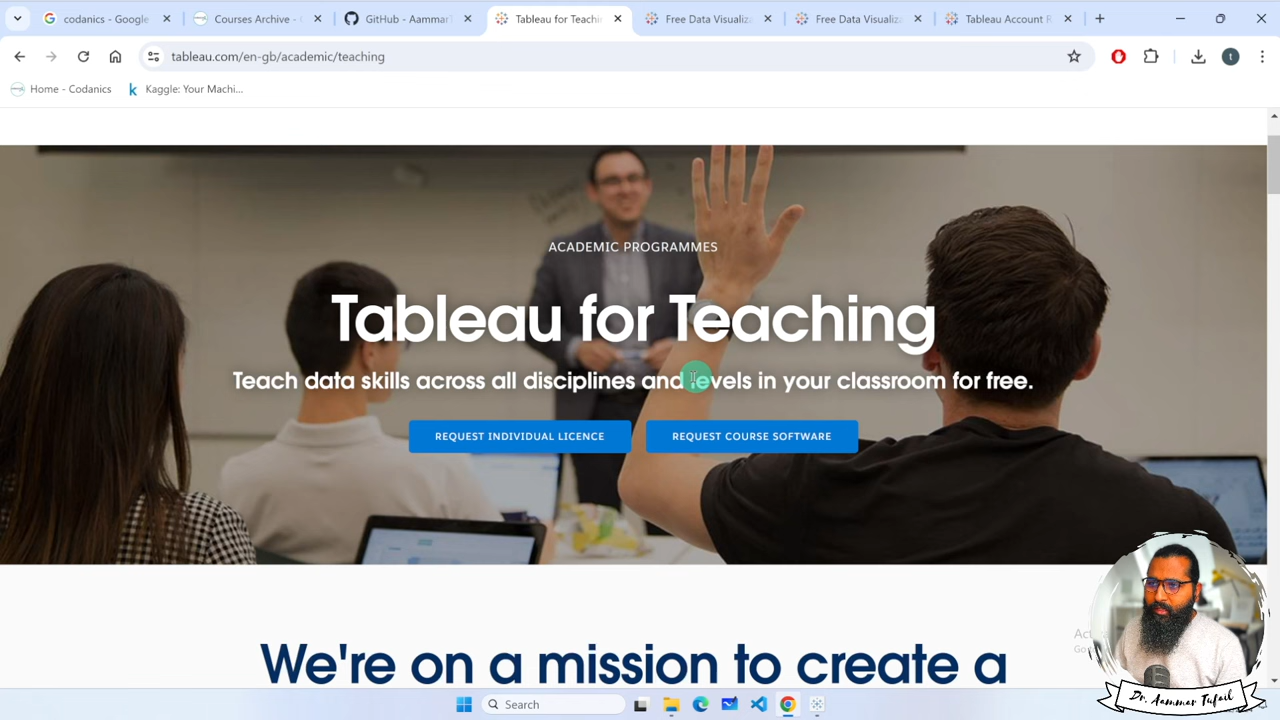 codanics - Google
Courses Archive -
GitHub - Aammar
Tableau for Teachi
Free Data Visualiz
Free Data Visualiz
Tableau Account R
tableau.com/en-gb/academic/teaching
t
Home - Codanics
Kaggle: Your Machi...
ACADEMIC PROGRAMMES
Tableau for Teaching
Teach data skills across all disciplines and levels in your classroom for free.
REQUEST INDIVIDUAL LICENCE
REQUEST COURSE SOFTWARE
We're on a mission to create a
Dr. Aammar Tufail
Search